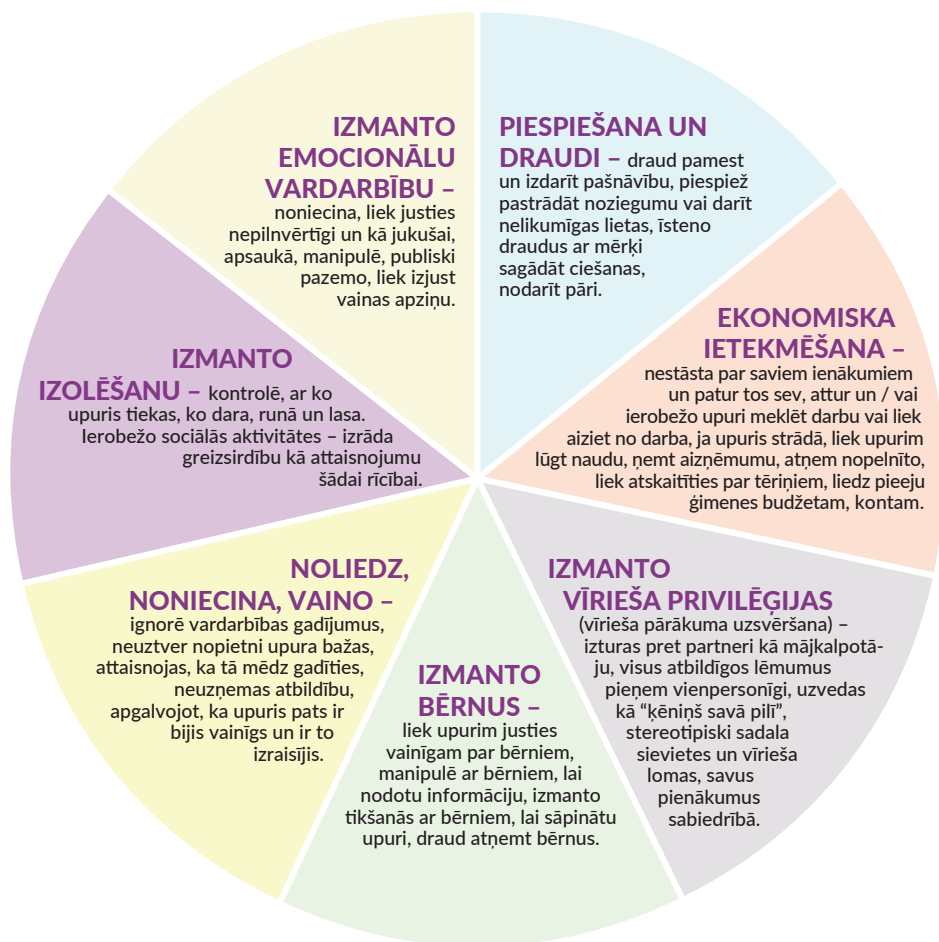 IZMANTO
EMOCIONĀLU
VARDARBĪBU –
noniecina, liek justies
nepilnvērtīgi un kā jukušai,
apsaukā, manipulē, publiski
pazemo, liek izjust
vainas apziņu.
PIESPIEŠANA UN
DRAUDI – draud pamest
un izdarīt pašnāvību, piespiež
pastrādāt noziegumu vai darīt
nelikumīgas lietas, īsteno
draudus ar mērķi
sagādāt ciešanas,
nodarīt pāri.
EKONOMISKA
IETEKMĒŠANA –
nestāsta par saviem ienākumiem
un patur tos sev, attur un / vai
ierobežo upuri meklēt darbu vai liek
aiziet no darba, ja upuris strādā, liek upurim
lūgt naudu, ņemt aizņēmumu, atņem nopelnīto,
liek atskaitīties par tēriņiem, liedz pieeju
ģimenes budžetam, kontam.
IZMANTO
VĪRIEŠA PRIVILĒĢIJAS
(vīrieša pārākuma uzsvēršana) –
izturas pret partneri kā mājkalpotā-
ju, visus atbildīgos lēmumus
pieņem vienpersonīgi, uzvedas
kā “ķēniņš savā pilī”,
stereotipiski sadala
sievietes un vīrieša
lomas, savus
pienākumus
sabiedrībā.
IZMANTO
BĒRNUS –
liek upurim justies
vainīgam par bērniem,
manipulē ar bērniem, lai
nodotu informāciju, izmanto
tikšanās ar bērniem, lai sāpinātu
upuri, draud atņemt bērnus.
NOLIEDZ,
NONIECINA, VAINO –
ignorē vardarbības gadījumus,
neuztver nopietni upura bažas,
attaisnojas, ka tā mēdz gadīties,
neuzņemas atbildību,
apgalvojot, ka upuris pats ir
bijis vainīgs un ir to
izraisījis.
IZMANTO
IZOLĒŠANU – kontrolē, ar ko
upuris tiekas, ko dara, runā un lasa.
Ierobežo sociālās aktivitātes – izrāda
greizsirdību kā attaisnojumu
šādai rīcībai.